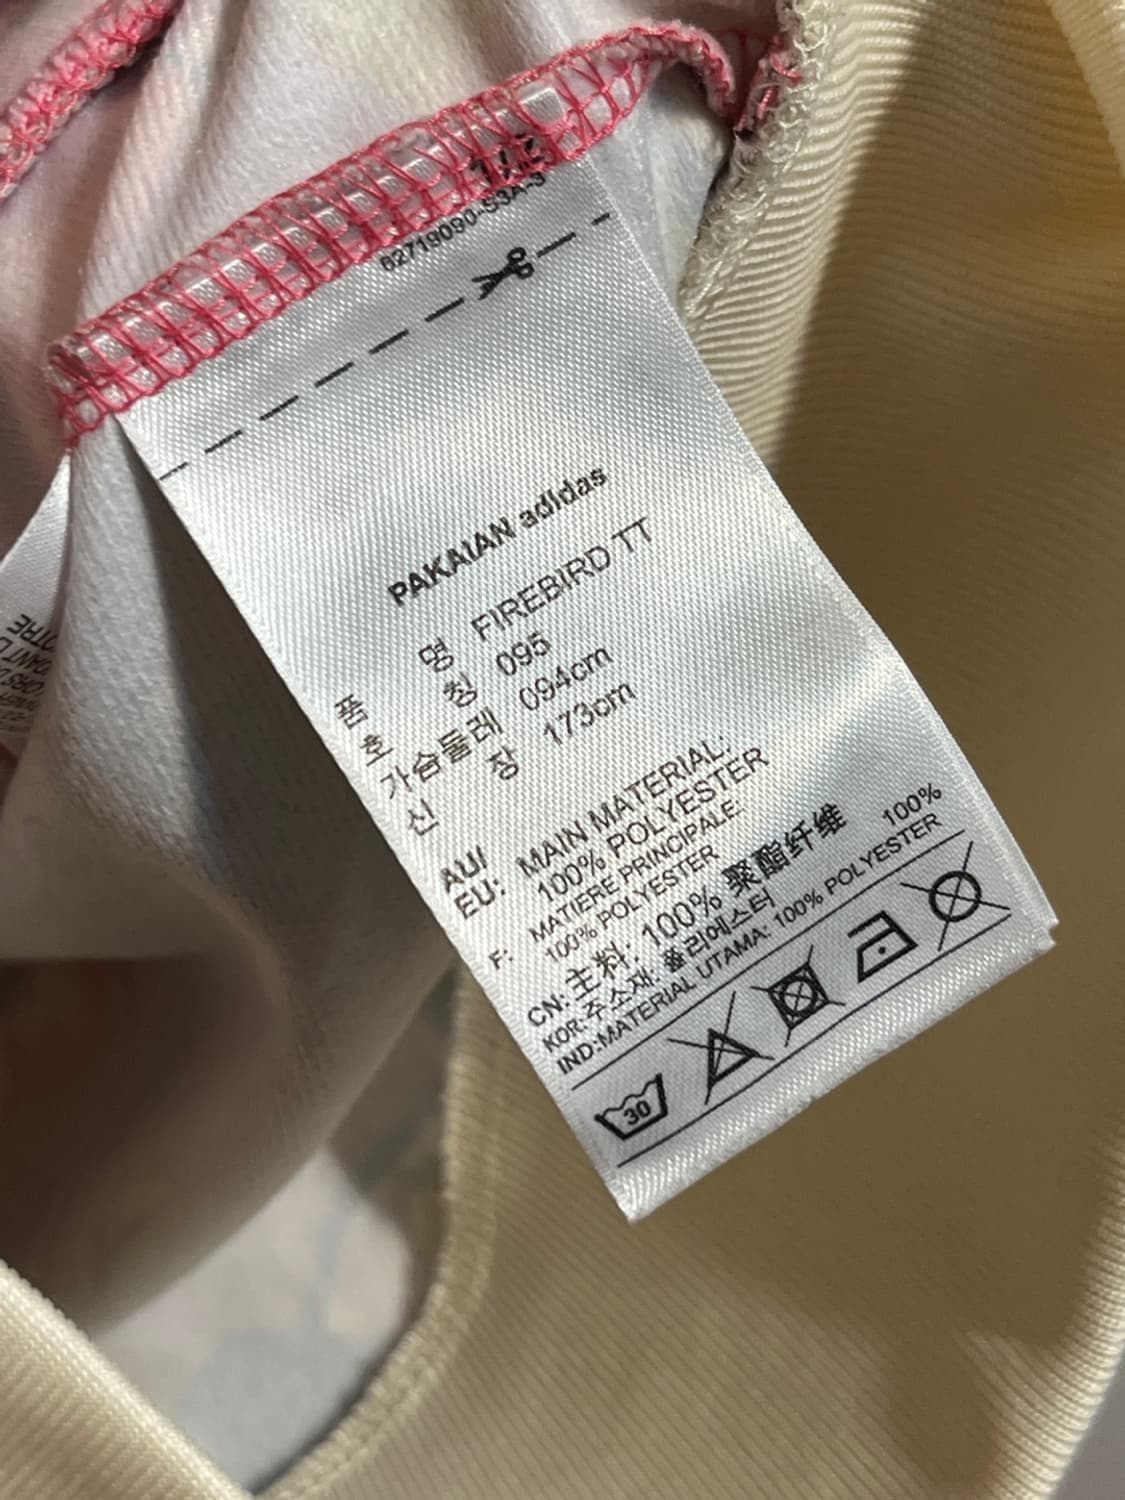 62719090-S3A-3
PAKAIAN adidas
품 명 FIREBIRD TT
호 칭 095
가슴둘레 094cm
신 장 173cm
AU/ MAIN MATERIAL:
EU: 100% POLYESTER
F: MATIERE PRINCIPALE:
100% POLYESTER
CN: 主料: 100% 聚酯纤维
KOR:주소재: 폴리에스터 100%
IND:MATERIAL UTAMA: 100% POLYESTER
30